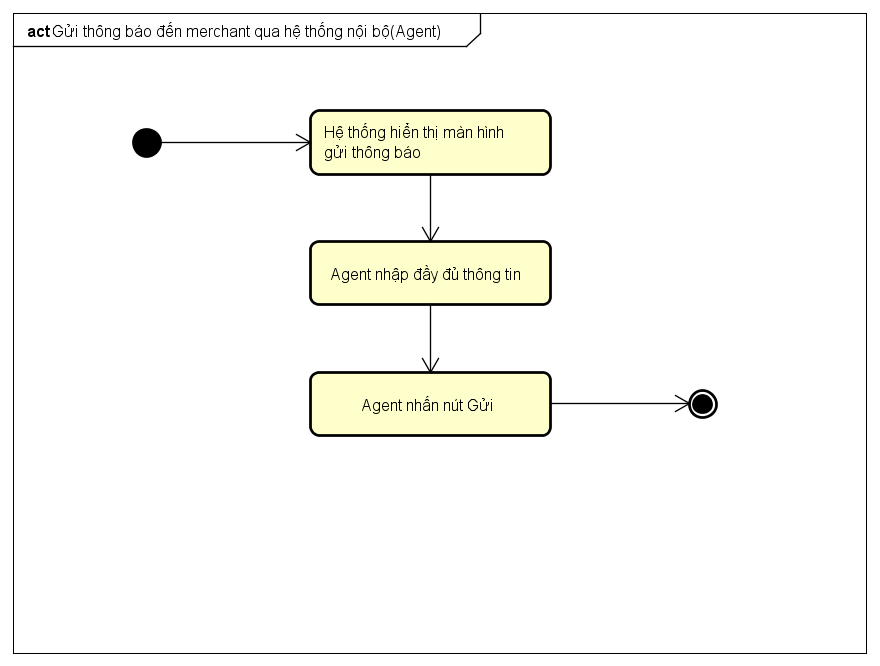 act Gửi thông báo đến merchant qua hệ thống nội bộ(Agent)
Hệ thống hiển thị màn hình
gửi thông báo
Agent nhập đầy đủ thông tin
Agent nhấn nút Gửi